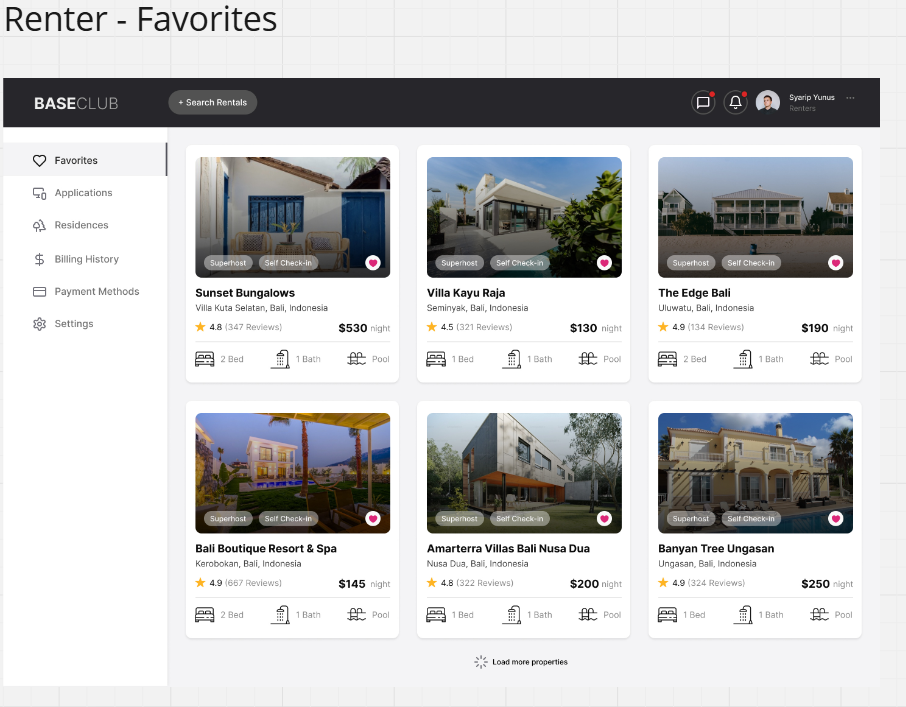 Renter - Favorites
BASECLUB
+ Search Rentals
Syarip Yunus
Renters
...
Favorites
Applications
Residences
Billing History
Payment Methods
Settings
Superhost Self Check-in
Sunset Bungalows
Villa Kuta Selatan, Bali, Indonesia
4.8 (347 Reviews) $530 night
2 Bed 1 Bath Pool
Superhost Self Check-in
Villa Kayu Raja
Seminyak, Bali, Indonesia
4.5 (321 Reviews) $130 night
1 Bed 1 Bath Pool
Superhost Self Check-in
The Edge Bali
Uluwatu, Bali, Indonesia
4.9 (134 Reviews) $190 night
2 Bed 1 Bath Pool
Superhost Self Check-in
Bali Boutique Resort & Spa
Kerobokan, Bali, Indonesia
4.9 (667 Reviews) $145 night
2 Bed 1 Bath Pool
Superhost Self Check-in
Amarterra Villas Bali Nusa Dua
Nusa Dua, Bali, Indonesia
4.8 (322 Reviews) $200 night
1 Bed 1 Bath Pool
Superhost Self Check-in
Banyan Tree Ungasan
Ungasan, Bali, Indonesia
4.9 (324 Reviews) $250 night
1 Bed 1 Bath Pool
Load more properties